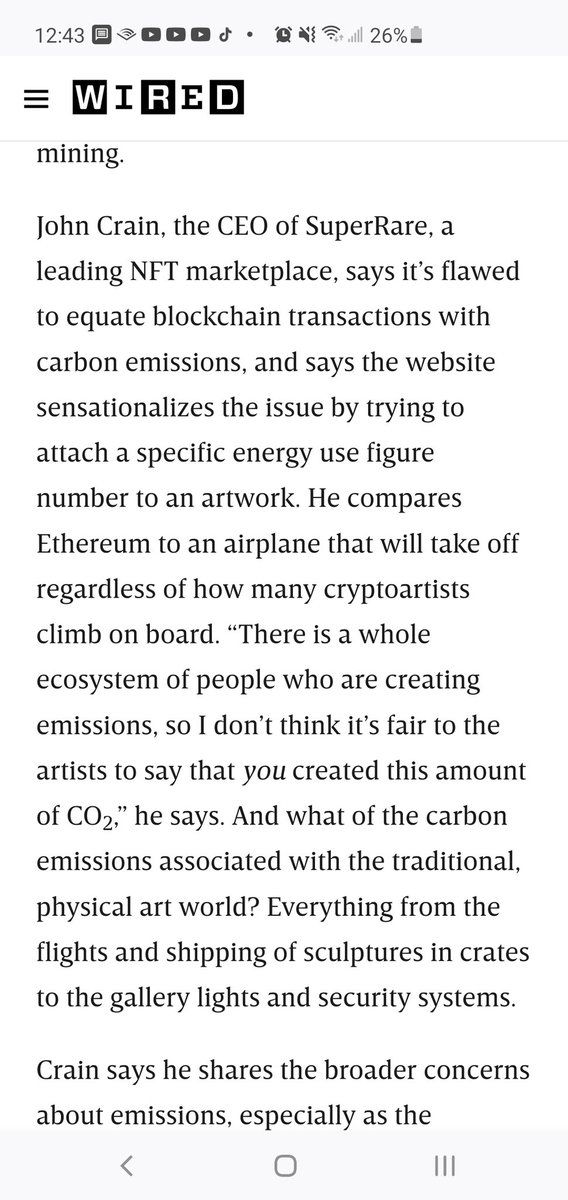 12:43 26%
WIRED
mining.
John Crain, the CEO of SuperRare, a
leading NFT marketplace, says it’s flawed
to equate blockchain transactions with
carbon emissions, and says the website
sensationalizes the issue by trying to
attach a specific energy use figure
number to an artwork. He compares
Ethereum to an airplane that will take off
regardless of how many cryptoartists
climb on board. “There is a whole
ecosystem of people who are creating
emissions, so I don’t think it’s fair to the
artists to say that you created this amount
of CO₂,” he says. And what of the carbon
emissions associated with the traditional,
physical art world? Everything from the
flights and shipping of sculptures in crates
to the gallery lights and security systems.
Crain says he shares the broader concerns
about emissions, especially as the